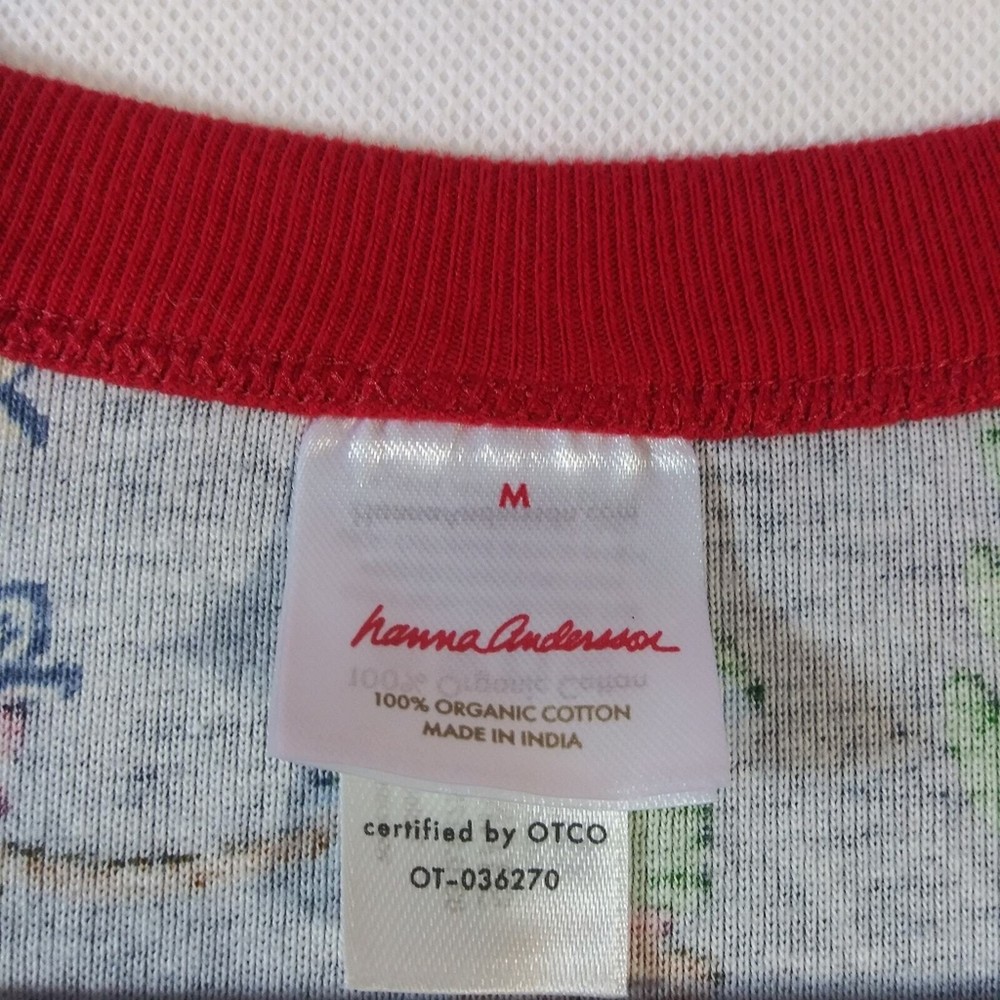 M
hanna Andersson
100% ORGANIC COTTON
MADE IN INDIA
certified by OTCO
OT-036270